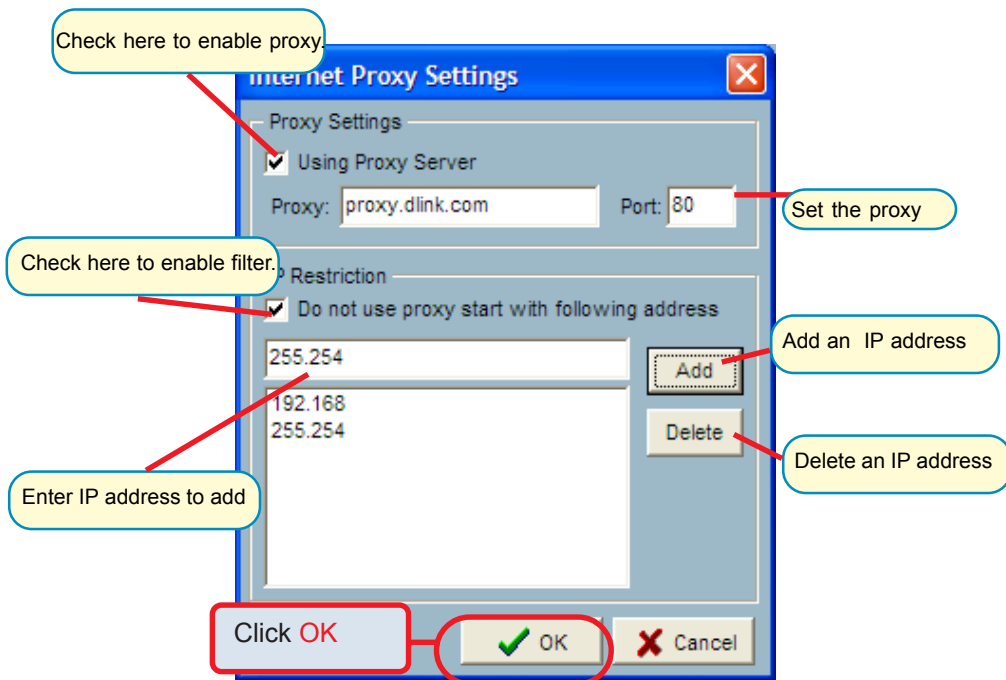 Check here to enable proxy.
Internet Proxy Settings
Proxy Settings
Using Proxy Server
Proxy: proxy.dlink.com Port: 80
Set the proxy
Check here to enable filter.
IP Restriction
Do not use proxy start with following address
255.254
Add
Add an IP address
192.168
255.254
Delete
Delete an IP address
Enter IP address to add
Click OK
OK
Cancel